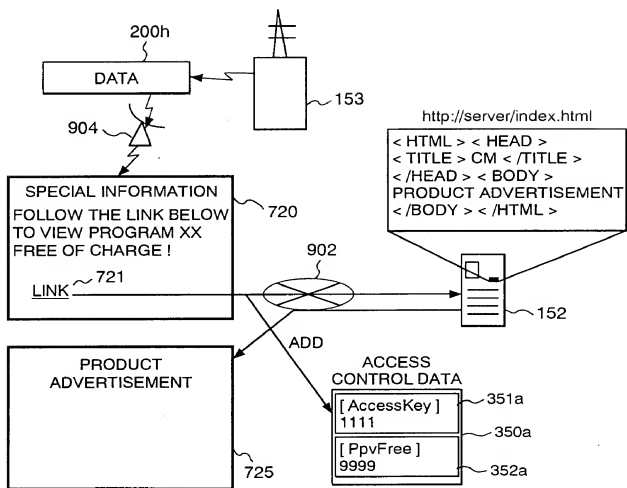 200h
DATA
153
904
http://server/index.html
< HTML > < HEAD >
< TITLE > CM < /TITLE >
< /HEAD > < BODY >
PRODUCT ADVERTISEMENT
< /BODY > < /HTML >
SPECIAL INFORMATION
FOLLOW THE LINK BELOW
TO VIEW PROGRAM XX
FREE OF CHARGE !
720
LINK
721
902
152
ADD
PRODUCT
ADVERTISEMENT
725
ACCESS
CONTROL DATA
[ AccessKey ]
1111
351a
350a
[ PpvFree ]
9999
352a